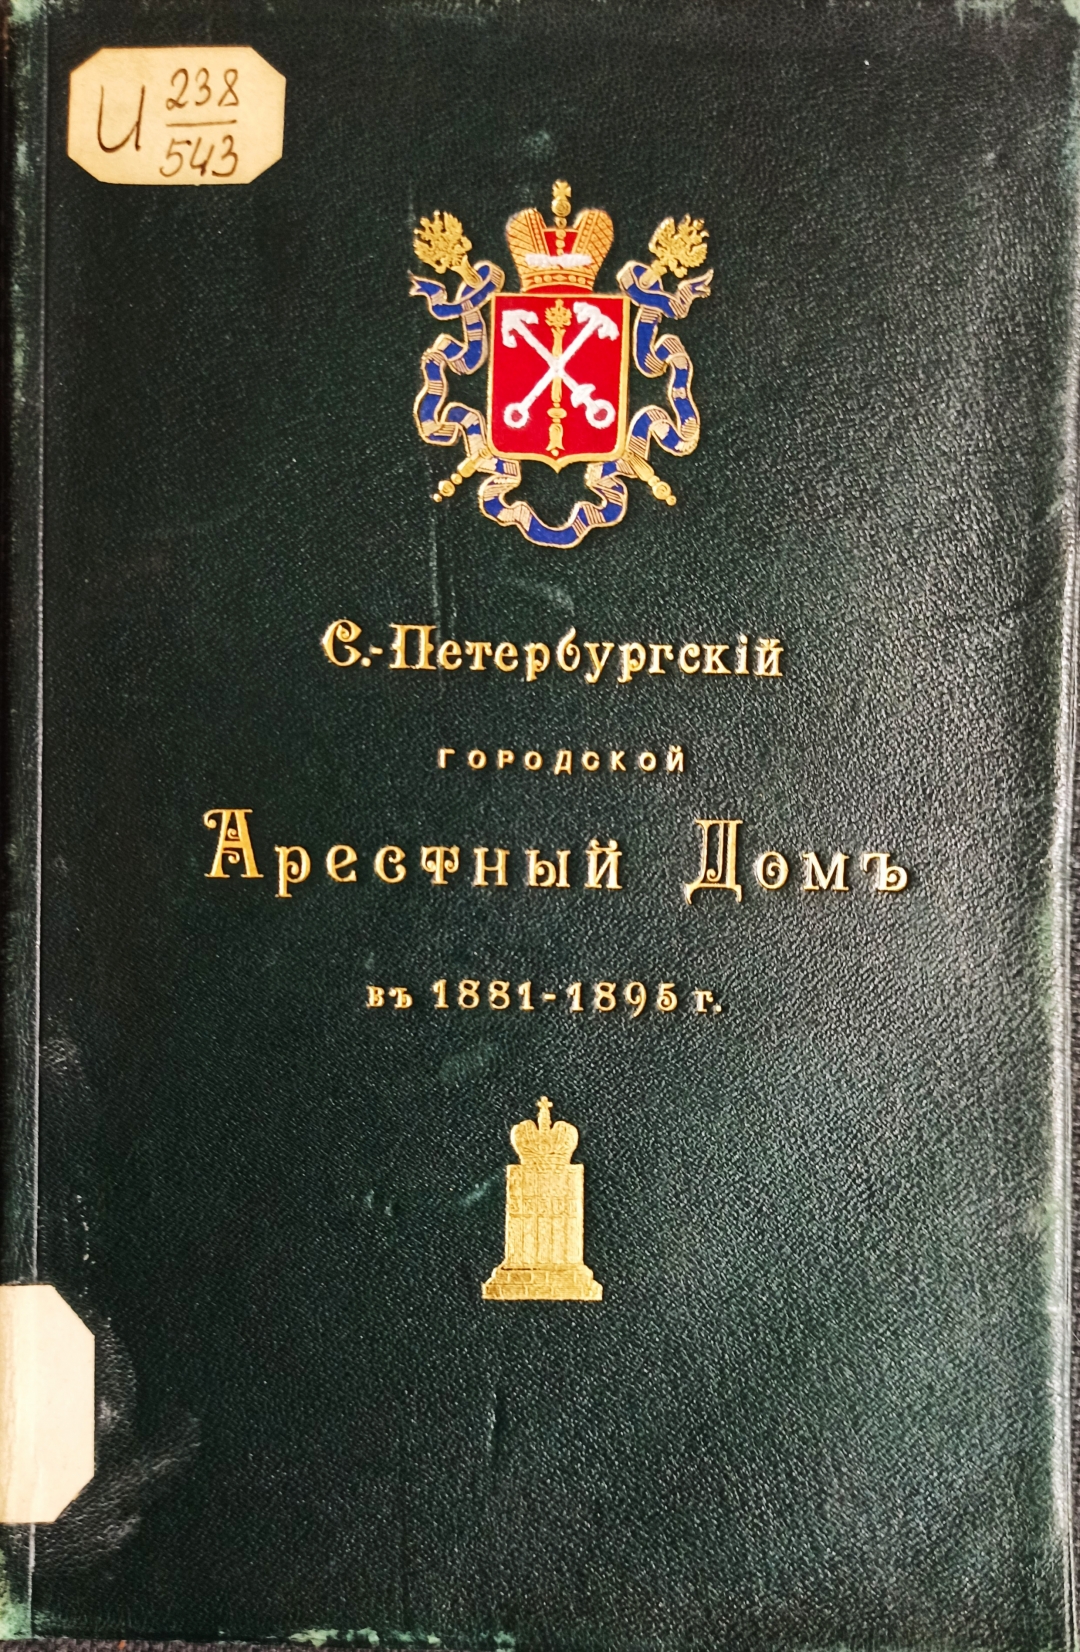 И 238
543
С.-Петербургскій
городской
Арестный Домъ
въ 1881-1895 г.